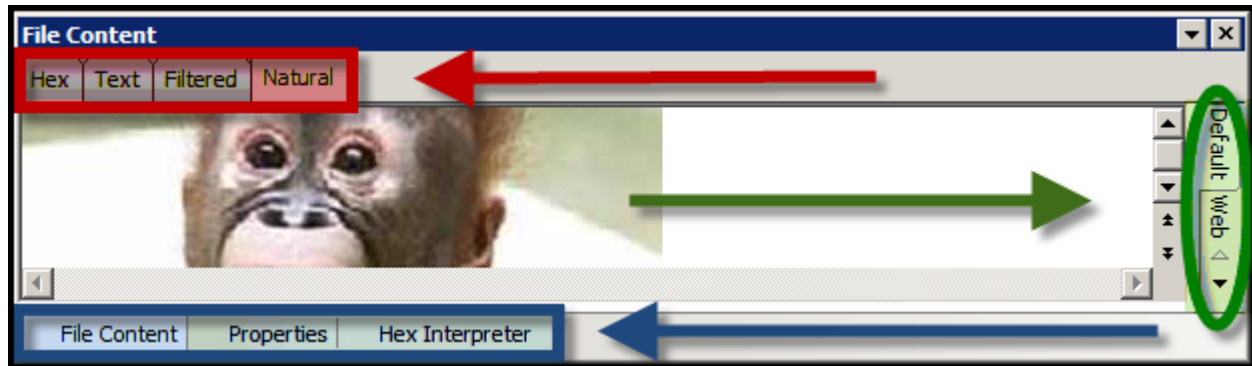 File Content
Hex Text Filtered Natural
Default Web
File Content Properties Hex Interpreter